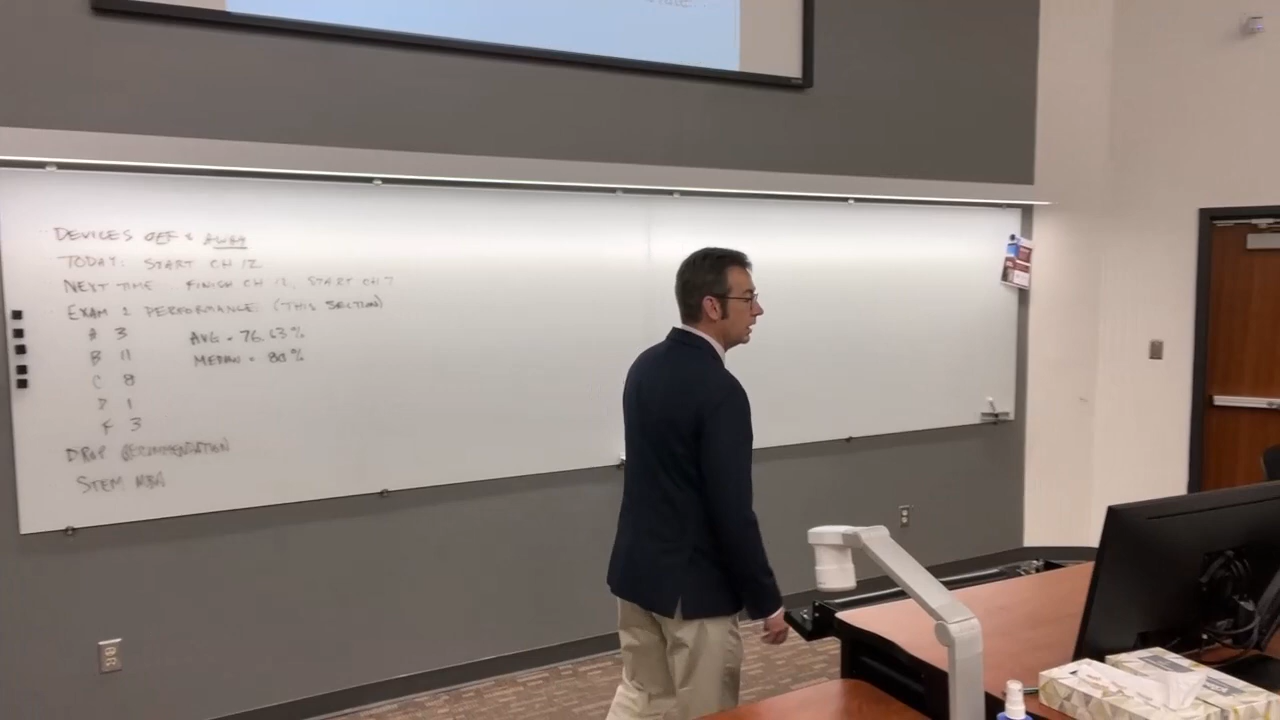 DEVICES OFF & AWAY
TODAY: START CH 12
NEXT TIME FINISH CH 12, START CH 7
EXAM 2 PERFORMANCE (THIS SECTION)
A 3 AVG = 76.63%
B 11 MEDIAN = 80%
C 8
D 1
F 3
DROP RECOMMENDATION
STEM MBA